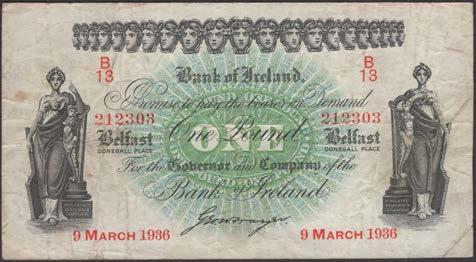 B 13 B 13
Bank of Ireland.
Promise to pay the bearer on Demand
212303 One Pound 212303
Belfast ONE Belfast
DONEGALL PLACE DONEGALL PLACE
For the Governor and Company of the
Bank of Ireland
9 MARCH 1936 9 MARCH 1936